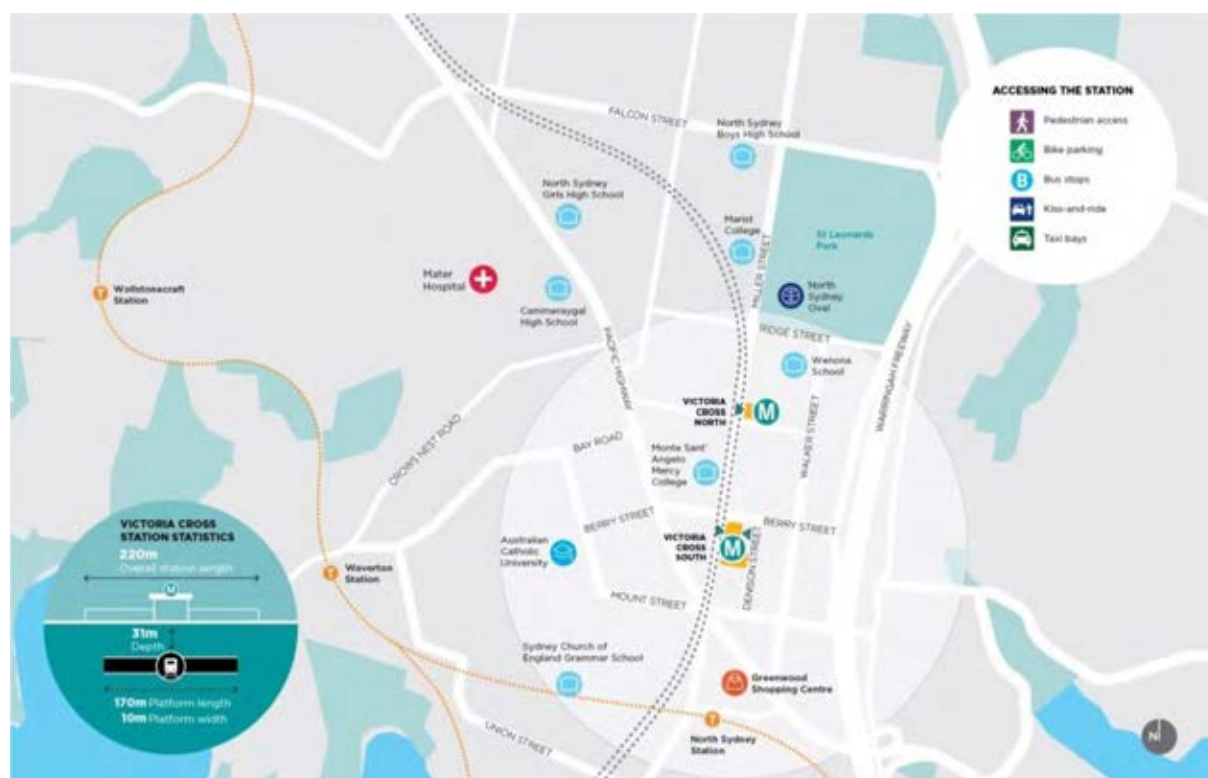 ACCESSING THE STATION
Pedestrian access
Bike parking
B
Bus stops
Kiss-and-ride
Taxi bays
FALCON STREET
North Sydney
Boys High School
North Sydney
Girls High School
Marist
College
MILLER STREET
St Leonards
Park
Mater
Hospital
Cammeraygal
High School
North
Sydney
Oval
T
Wollstonecraft
Station
PACIFIC HIGHWAY
RIDGE STREET
Wenona
School
WARRINGAH FREEWAY
VICTORIA
CROSS
NORTH
M
CROWS NEST ROAD
BAY ROAD
WALKER STREET
Monte Sant'
Angelo
Mercy
College
BERRY STREET
BERRY STREET
VICTORIA
CROSS
SOUTH
M
DENISON STREET
Australian
Catholic
University
T
Waverton
Station
MOUNT STREET
Sydney Church of
England Grammar School
Greenwood
Shopping Centre
T
North Sydney
Station
UNION STREET
VICTORIA CROSS
STATION STATISTICS
220m
Overall station length
M
31m
Depth
170m Platform length
10m Platform width
N